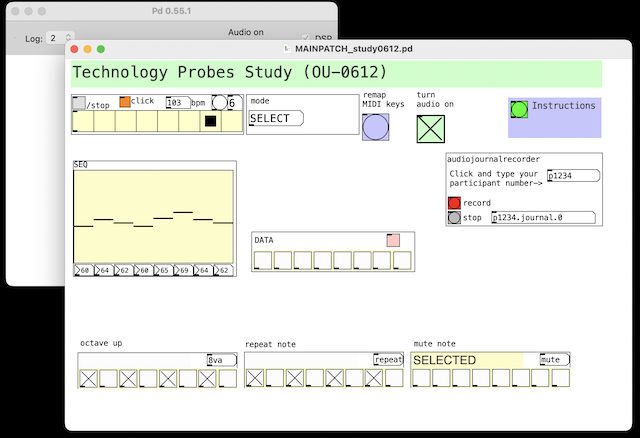 Pd 0.55.1
Audio on
Log: 2
DSP
MAINPATCH_study0612.pd
Technology Probes Study (OU-0612)
/stop click 103 bpm 6
mode
SELECT
remap
MIDI keys
turn
audio on
Instructions
audiojournalrecorder
Click and type your
participant number—>
p1234
record
stop
p1234.journal.0
SEQ
60 64 62 60 65 69 64 62
DATA
octave up
8va
repeat note
repeat
mute note
SELECTED
mute